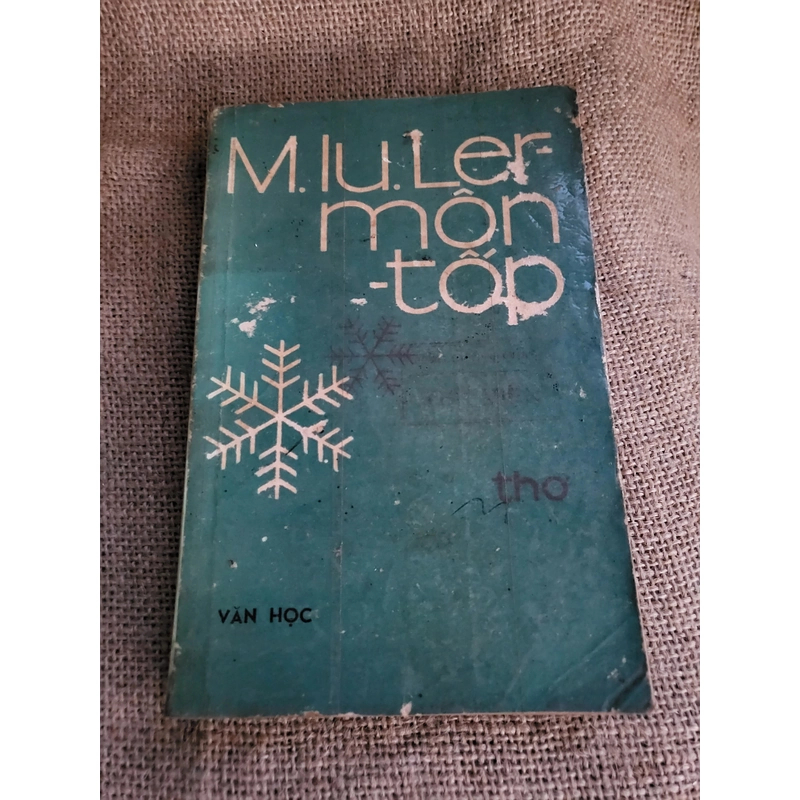 M.Iu.Ler-
môn
-tốp
thơ
VĂN HỌC